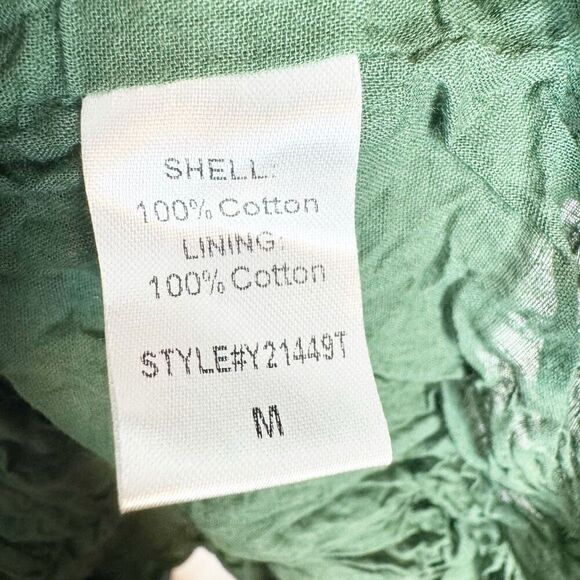 SHELL:
100% Cotton
LINING:
100% Cotton
STYLE#Y21449T
M